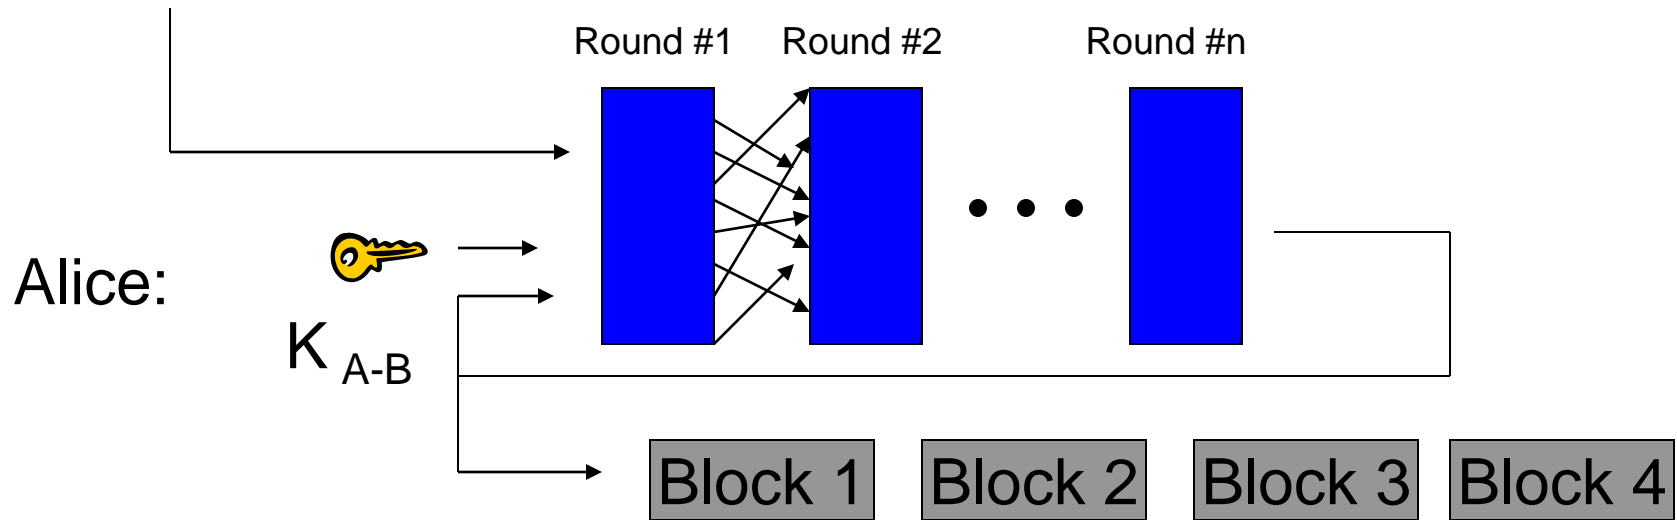 Round #1 Round #2 Round #n
Alice:
K A-B
Block 1 Block 2 Block 3 Block 4